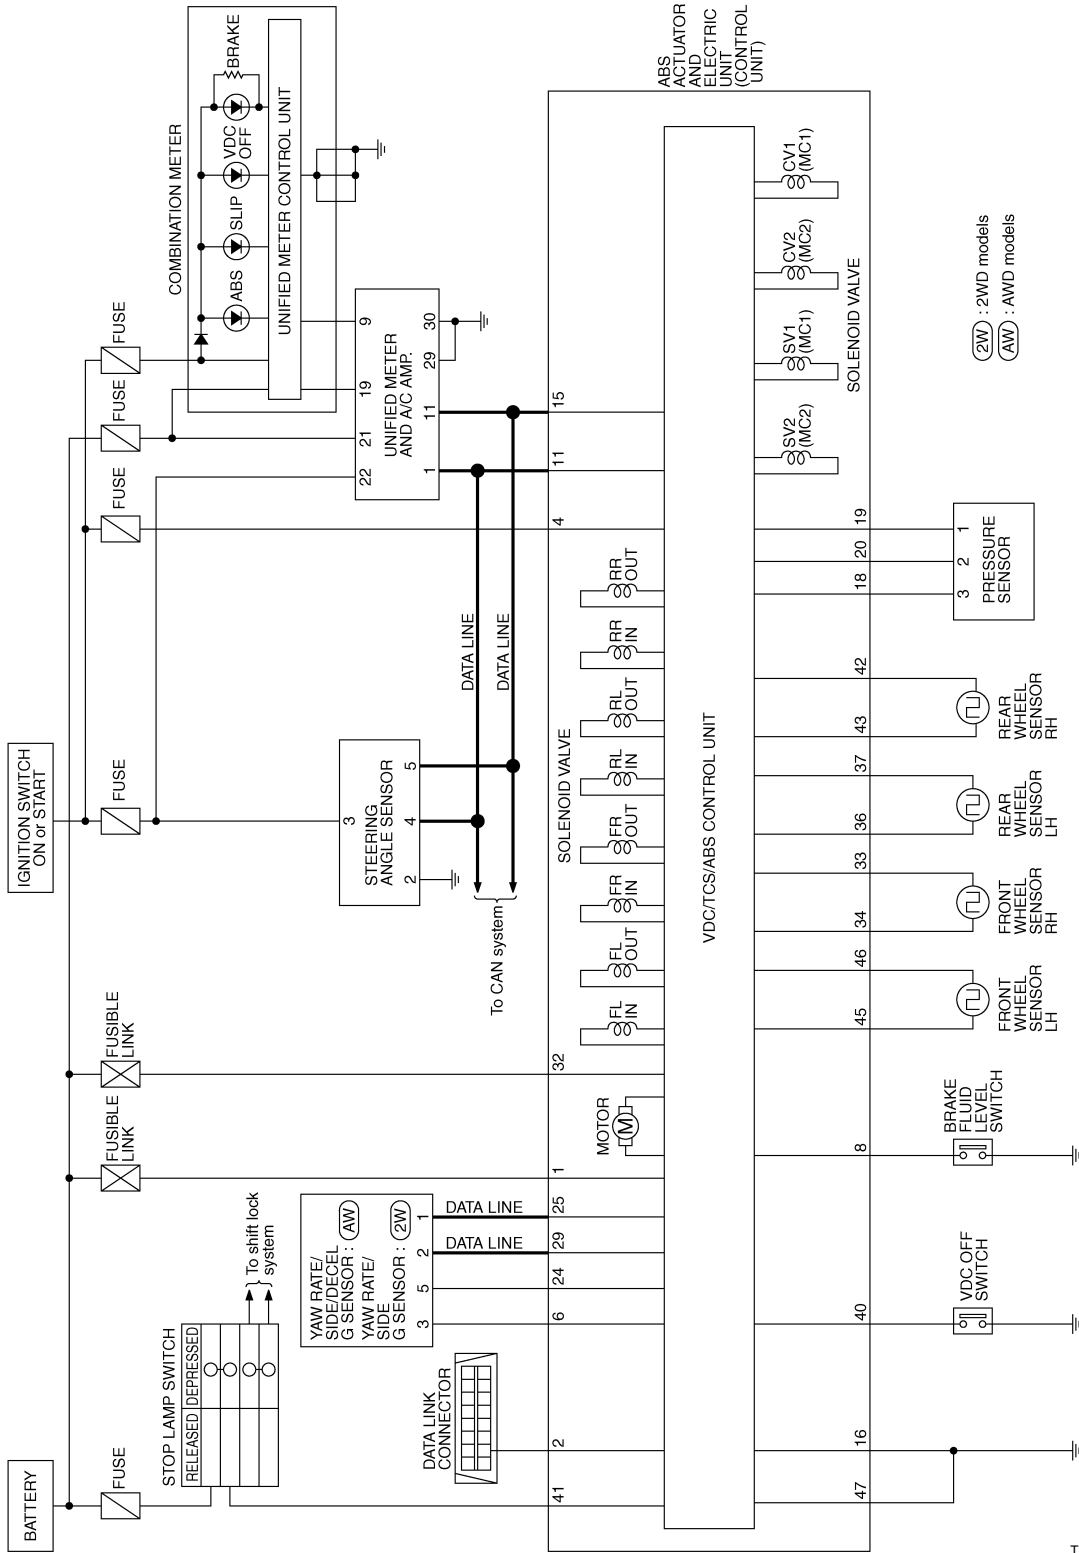 BATTERY
FUSE
STOP LAMP SWITCH
RELEASED
DEPRESSED
To shift lock
system
FUSIBLE
LINK
FUSIBLE
LINK
IGNITION SWITCH
ON or START
FUSE
FUSE
FUSE
FUSE
COMBINATION METER
ABS
SLIP
VDC
OFF
BRAKE
UNIFIED METER CONTROL UNIT
DATA LINK
CONNECTOR
YAW RATE/
SIDE/DECEL
G SENSOR : AW
YAW RATE/
SIDE
G SENSOR : 2W
3
5
2
1
DATA LINE
DATA LINE
STEERING
ANGLE SENSOR
3
2
4
5
To CAN system
DATA LINE
DATA LINE
22
21
19
9
UNIFIED METER
AND A/C AMP.
1
11
29
30
41
2
6
24
29
25
1
32
4
11
15
ABS
ACTUATOR
AND
ELECTRIC
UNIT
(CONTROL
UNIT)
MOTOR
M
SOLENOID VALVE
FL
IN
FL
OUT
FR
IN
FR
OUT
RL
IN
RL
OUT
RR
IN
RR
OUT
VDC/TCS/ABS CONTROL UNIT
SV2
(MC2)
SV1
(MC1)
CV2
(MC2)
CV1
(MC1)
SOLENOID VALVE
47
16
40
8
45
46
34
33
36
37
43
42
18
20
19
VDC OFF
SWITCH
BRAKE
FLUID
LEVEL
SWITCH
FRONT
WHEEL
SENSOR
LH
FRONT
WHEEL
SENSOR
RH
REAR
WHEEL
SENSOR
LH
REAR
WHEEL
SENSOR
RH
3
2
1
PRESSURE
SENSOR
2W : 2WD models
AW : AWD models